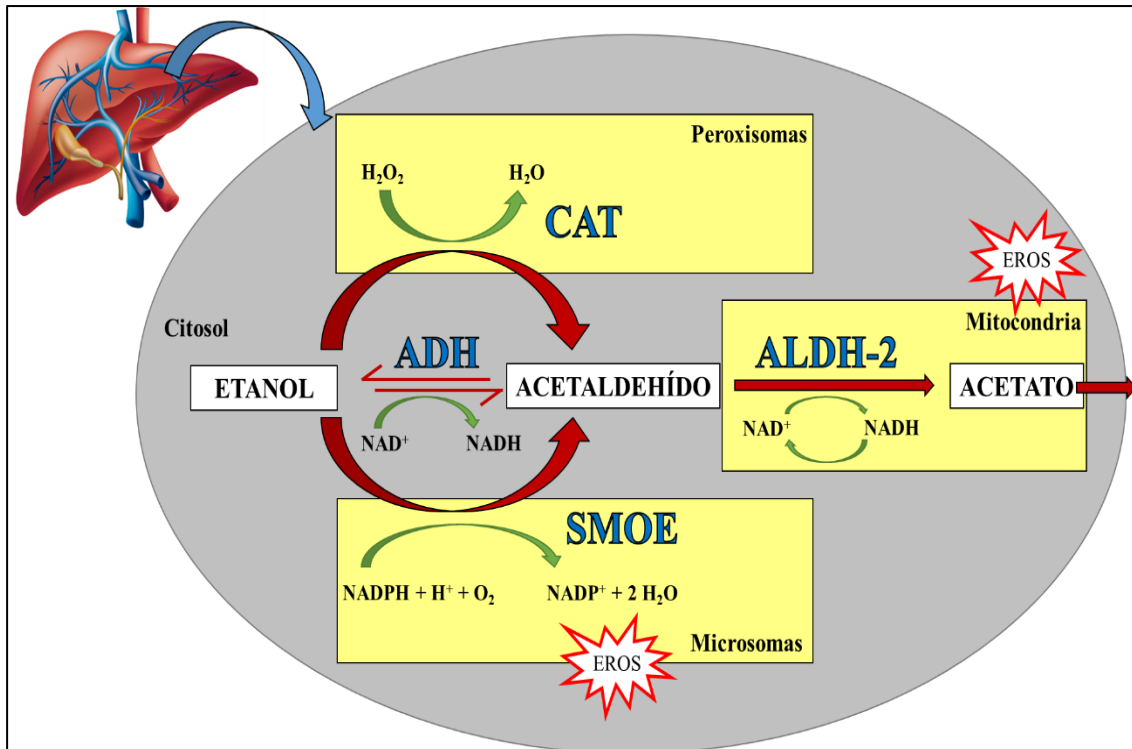 Peroxisomas
H₂O₂ H₂O
CAT
EROS
Citosol
Mitocondria
ADH
ALDH-2
ETANOL
ACETALDEHÍDO
ACETATO
NAD⁺ NADH
NAD⁺ NADH
SMOE
NADPH + H⁺ + O₂ NADP⁺ + 2 H₂O
Microsomas
EROS